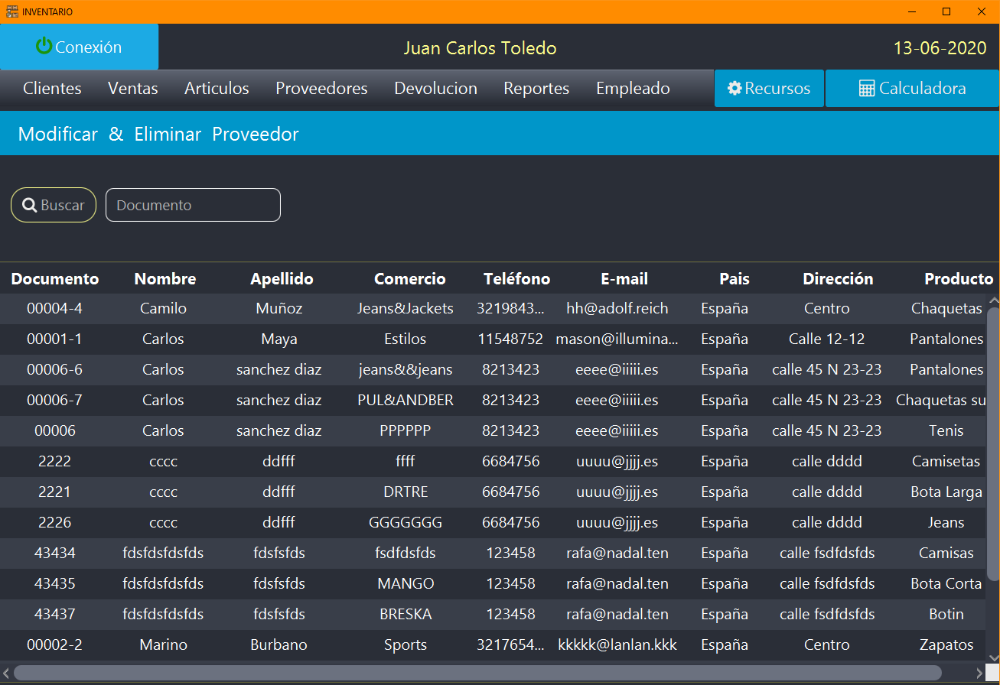 INVENTARIO
Conexión Juan Carlos Toledo 13-06-2020
Clientes Ventas Articulos Proveedores Devolucion Reportes Empleado Recursos Calculadora
Modificar & Eliminar Proveedor
Buscar Documento
Documento Nombre Apellido Comercio Teléfono E-mail Pais Dirección Producto
00004-4 Camilo Muñoz Jeans&Jackets 3219843... hh@adolf.reich España Centro Chaquetas
00001-1 Carlos Maya Estilos 11548752 mason@illumina... España Calle 12-12 Pantalones
00006-6 Carlos sanchez diaz jeans&&jeans 8213423 eeee@iiiii.es España calle 45 N 23-23 Pantalones
00006-7 Carlos sanchez diaz PUL&ANDBER 8213423 eeee@iiiii.es España calle 45 N 23-23 Chaquetas su
00006 Carlos sanchez diaz PPPPPP 8213423 eeee@iiiii.es España calle 45 N 23-23 Tenis
2222 cccc ddfff ffff 6684756 uuuu@jjjj.es España calle dddd Camisetas
2221 cccc ddfff DRTRE 6684756 uuuu@jjjj.es España calle dddd Bota Larga
2226 cccc ddfff GGGGGGG 6684756 uuuu@jjjj.es España calle dddd Jeans
43434 fdsfdsfdsfds fdsfsfds fsdfdsfds 123458 rafa@nadal.ten España calle fsdfdsfds Camisas
43435 fdsfdsfdsfds fdsfsfds MANGO 123458 rafa@nadal.ten España calle fsdfdsfds Bota Corta
43437 fdsfdsfdsfds fdsfsfds BRESKA 123458 rafa@nadal.ten España calle fsdfdsfds Botin
00002-2 Marino Burbano Sports 3217654... kkkkk@lanlan.kkk España Centro Zapatos